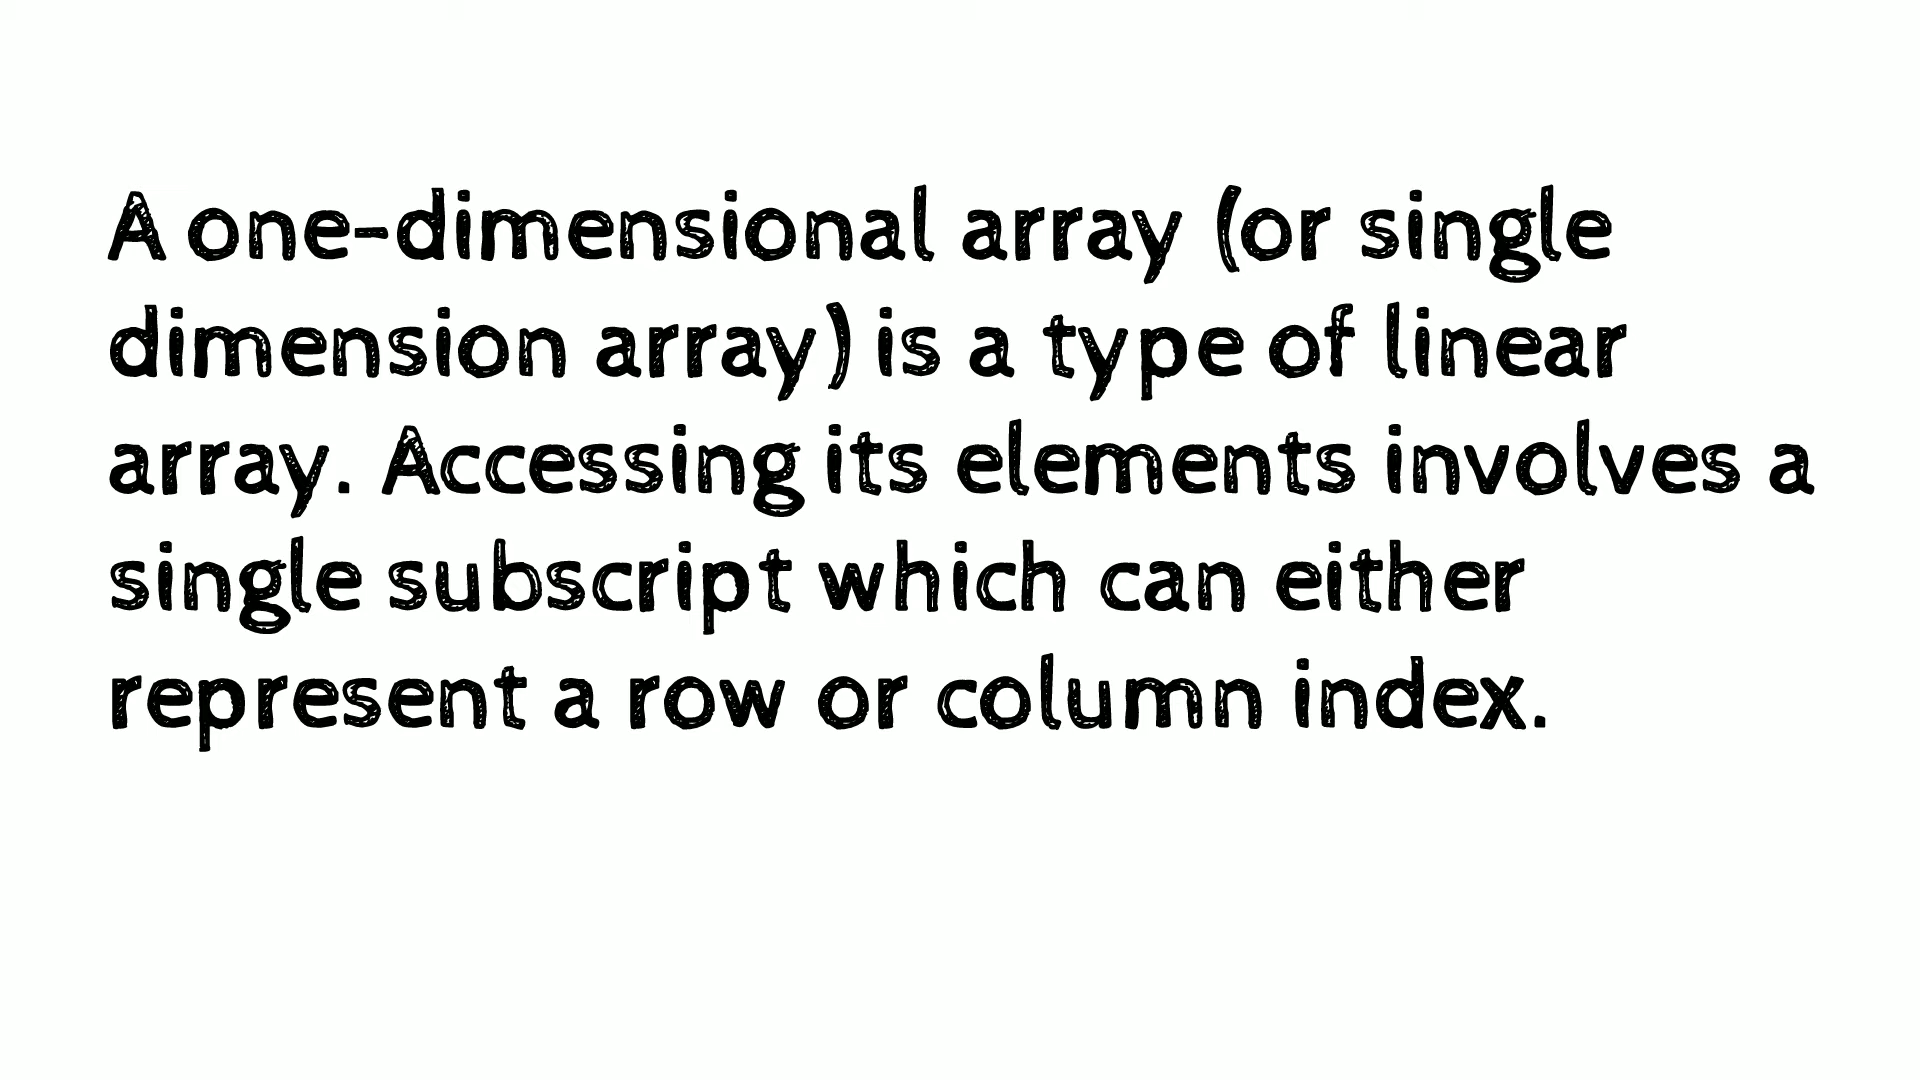 A one-dimensional array (or single
dimension array) is a type of linear
array. Accessing its elements involves a
single subscript which can either
represent a row or column index.